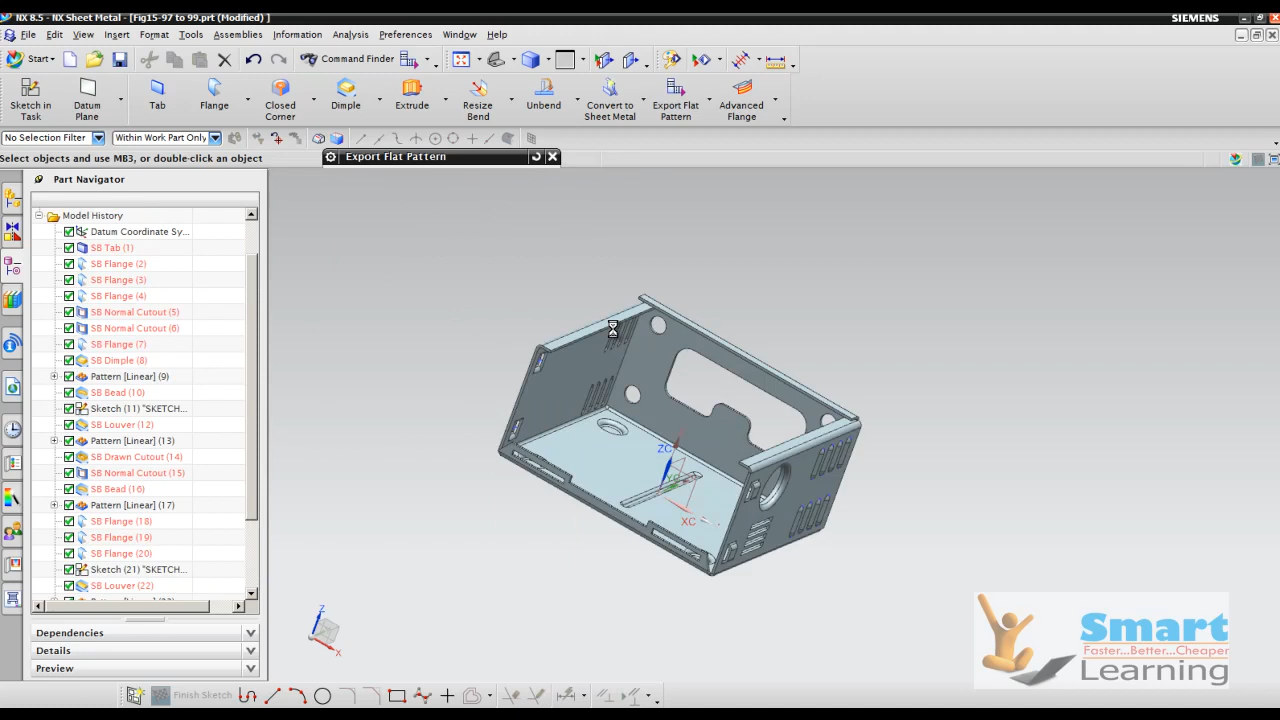 NX 8.5 - NX Sheet Metal - [Fig15-97 to 99.prt (Modified) ]
SIEMENS
File Edit View Insert Format Tools Assemblies Information Analysis Preferences Window Help
Start Command Finder
Sketch in Task
Datum Plane
Tab
Flange
Closed Corner
Dimple
Extrude
Resize Bend
Unbend
Convert to Sheet Metal
Export Flat Pattern
Advanced Flange
No Selection Filter Within Work Part Only
Select objects and use MB3, or double-click an object
Export Flat Pattern
Part Navigator
Model History
Datum Coordinate Sy...
SB Tab (1)
SB Flange (2)
SB Flange (3)
SB Flange (4)
SB Normal Cutout (5)
SB Normal Cutout (6)
SB Flange (7)
SB Dimple (8)
Pattern [Linear] (9)
SB Bead (10)
Sketch (11) "SKETCH...
SB Louver (12)
Pattern [Linear] (13)
SB Drawn Cutout (14)
SB Normal Cutout (15)
SB Bead (16)
Pattern [Linear] (17)
SB Flange (18)
SB Flange (19)
SB Flange (20)
Sketch (21) "SKETCH...
SB Louver (22)
Dependencies
Details
Preview
ZC
YC
XC
Z
X
Smart
Faster...Better...Cheaper
Learning
Finish Sketch